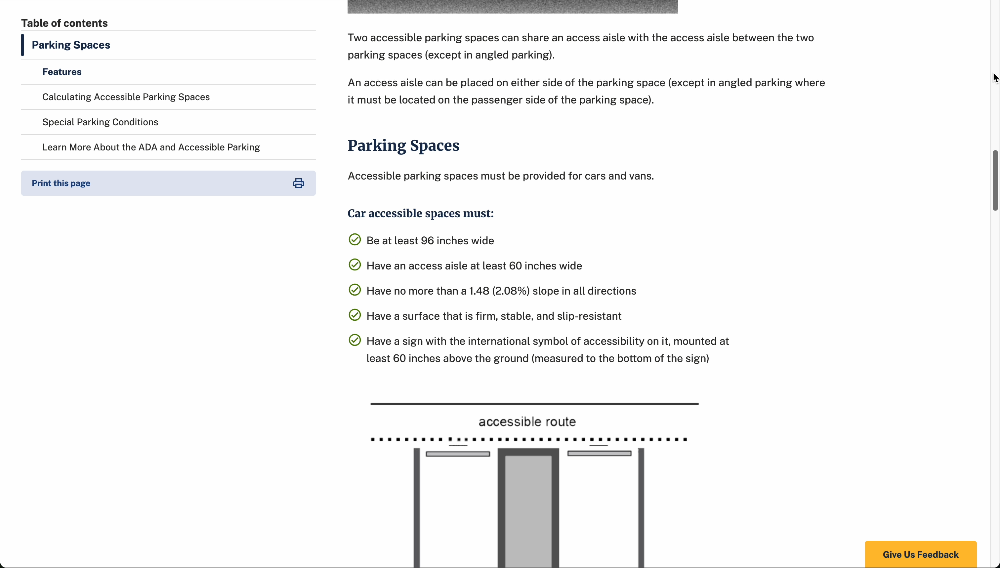 Table of contents
Parking Spaces
Features
Calculating Accessible Parking Spaces
Special Parking Conditions
Learn More About the ADA and Accessible Parking
Print this page
Two accessible parking spaces can share an access aisle with the access aisle between the two
parking spaces (except in angled parking).
An access aisle can be placed on either side of the parking space (except in angled parking where
it must be located on the passenger side of the parking space).
Parking Spaces
Accessible parking spaces must be provided for cars and vans.
Car accessible spaces must:
Be at least 96 inches wide
Have an access aisle at least 60 inches wide
Have no more than a 1.48 (2.08%) slope in all directions
Have a surface that is firm, stable, and slip-resistant
Have a sign with the international symbol of accessibility on it, mounted at
least 60 inches above the ground (measured to the bottom of the sign)
accessible route
Give Us Feedback